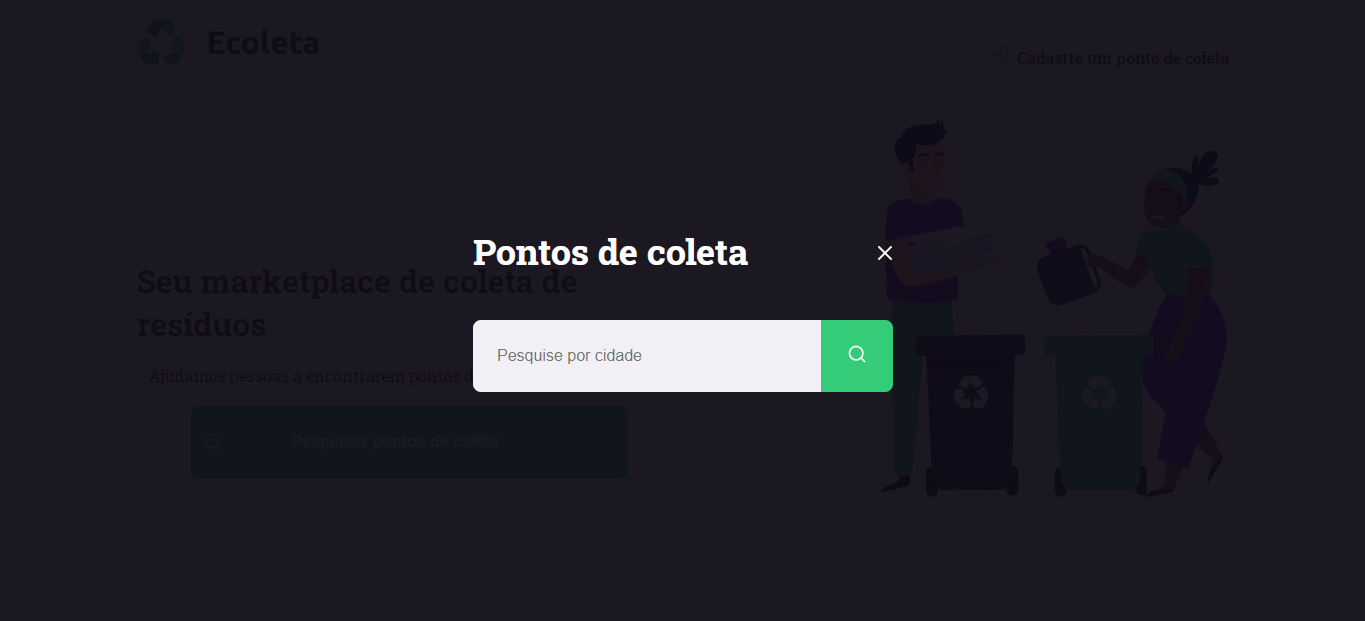 Ecoleta
Cadastre um ponto de coleta
Pontos de coleta
Seu marketplace de coleta de
resíduos
Pesquise por cidade
Ajudamos pessoas a encontrarem pontos d
Pesquisar pontos de coleta